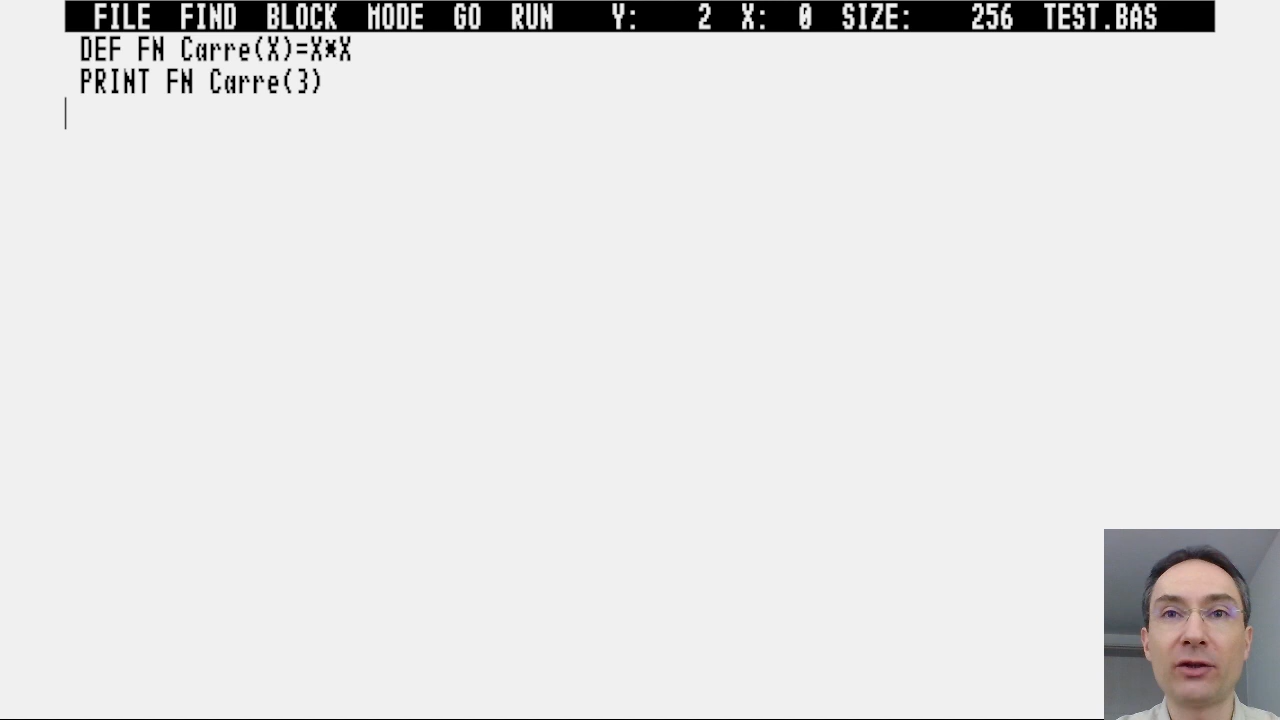 FILE FIND BLOCK MODE GO RUN Y: 2 X: 0 SIZE: 256 TEST.BAS
DEF FN Carre(X)=X*X
PRINT FN Carre(3)